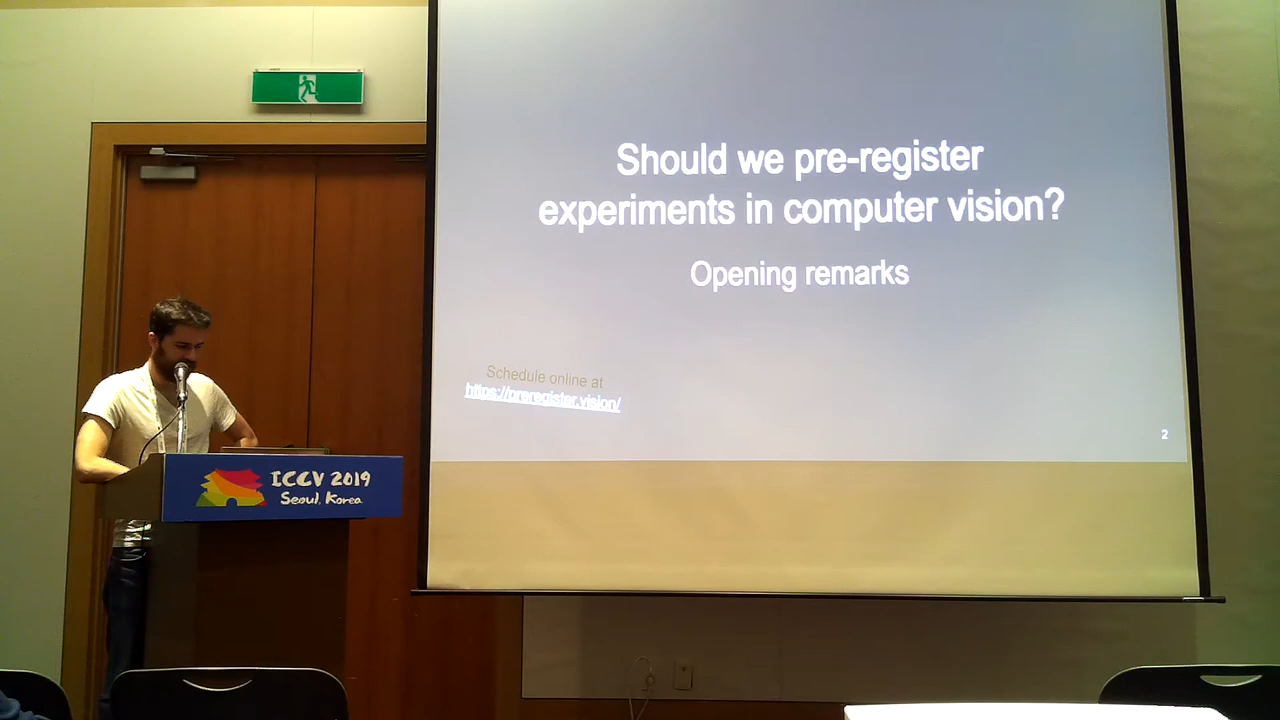 Should we pre-register
experiments in computer vision?
Opening remarks
Schedule online at
https://preregister.vision/
2
ICCV 2019
Seoul, Korea